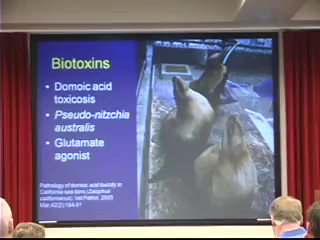 Biotoxins
• Domoic acid
toxicosis
• Pseudo-nitzchia
australis
• Glutamate
agonist
Pathology of domoic acid toxicity in
California sea lions (Zalophus
californianus). Vet Pathol. 2005
Mar;42(2):184-91